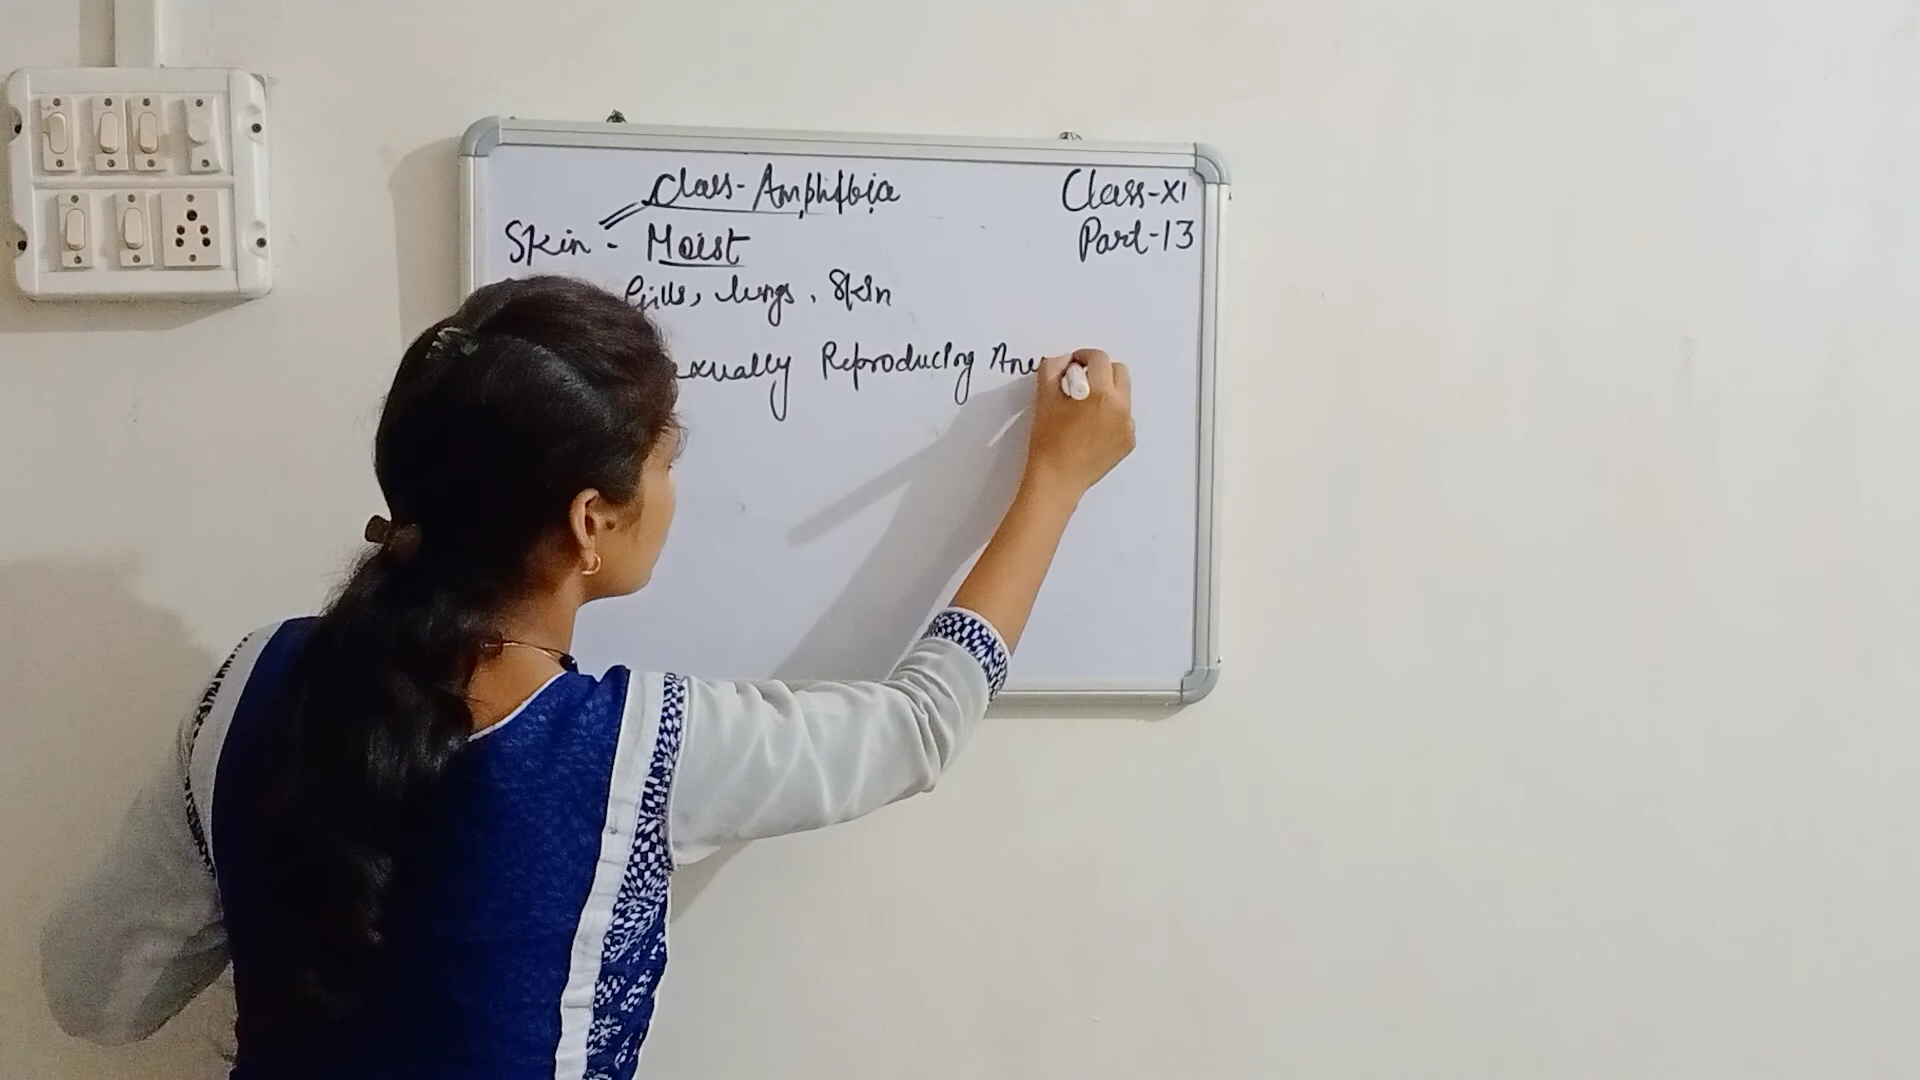 Class-Amphibia
Class-XI
Part-13
Skin - Moist
Gills, lungs, Skin
Reproducing